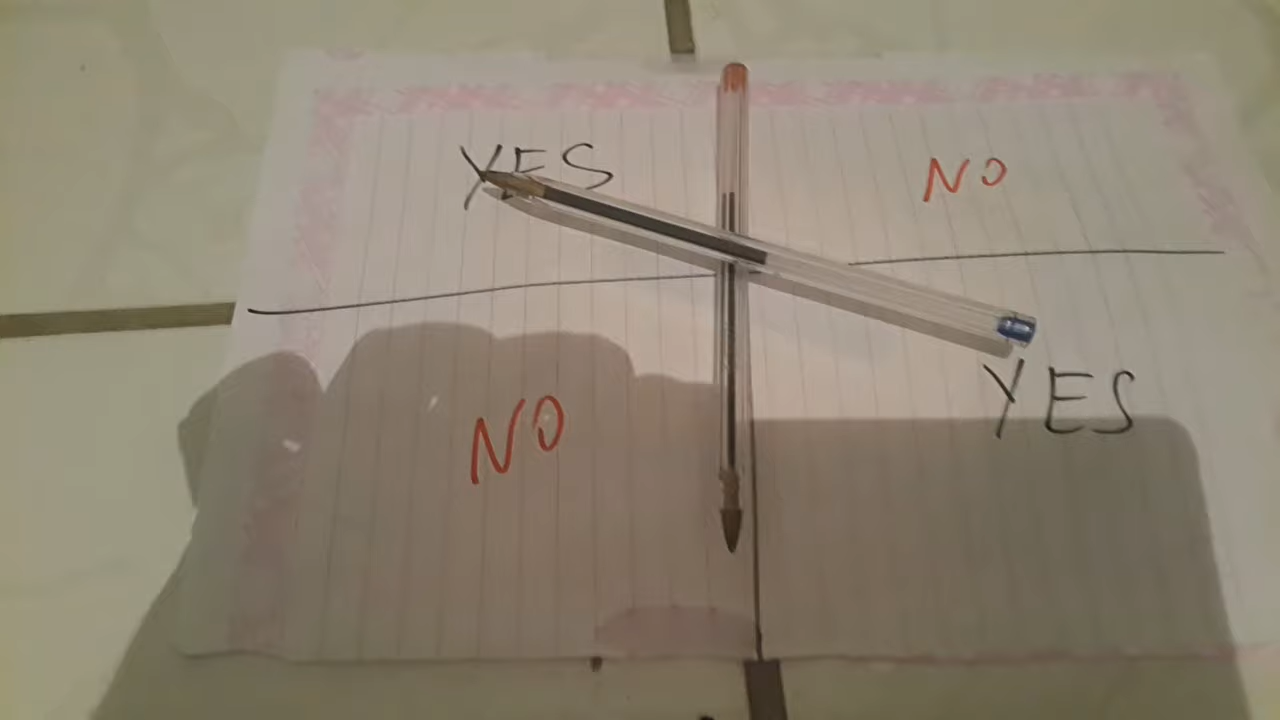 YES NO
NO YES